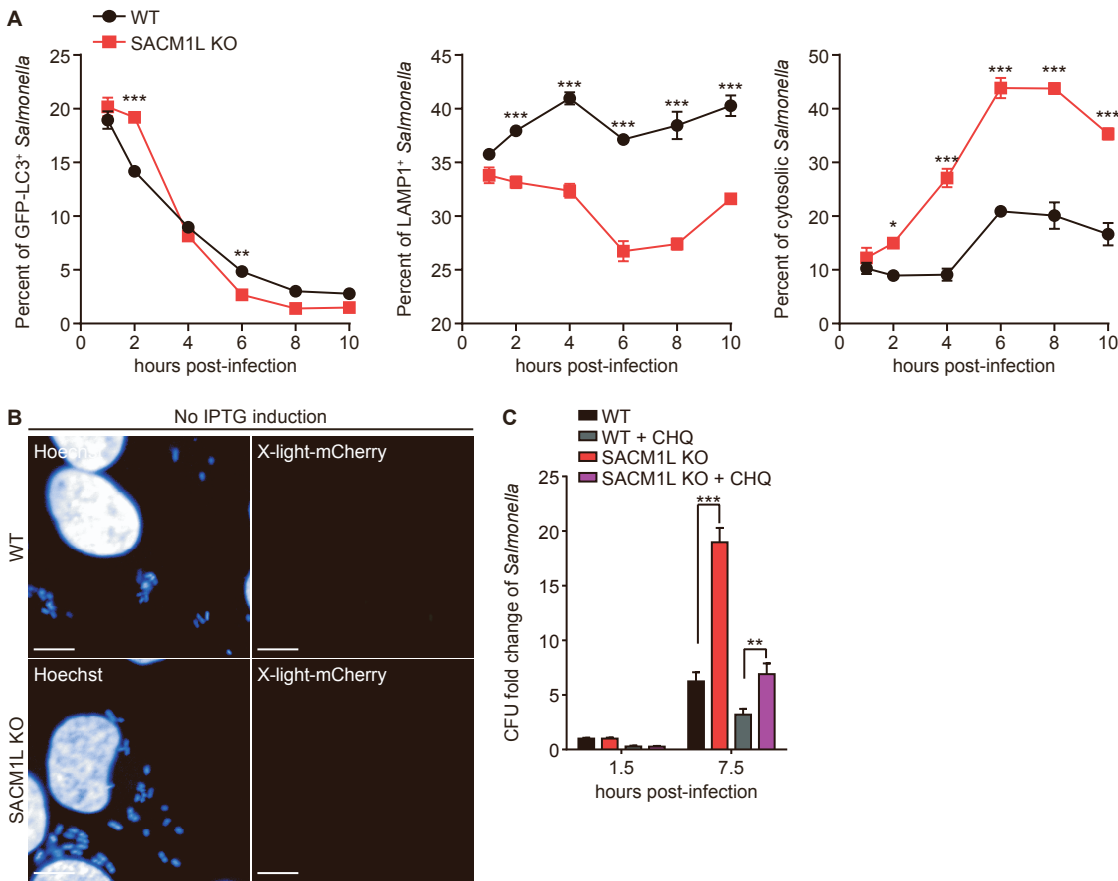 A
WT
SACM1L KO
Percent of GFP-LC3⁺ Salmonella
25
20
15
10
5
0
***
**
0 2 4 6 8 10
hours post-infection
Percent of LAMP1⁺ Salmonella
45
40
35
30
25
20
***
***
***
***
***
0 2 4 6 8 10
hours post-infection
Percent of cytosolic Salmonella
50
40
30
20
10
0
*
***
***
***
***
0 2 4 6 8 10
hours post-infection
B
No IPTG induction
WT
Hoechst
X-light-mCherry
SACM1L KO
Hoechst
X-light-mCherry
C
WT
WT + CHQ
SACM1L KO
SACM1L KO + CHQ
CFU fold change of Salmonella
25
20
15
10
5
0
***
**
1.5 7.5
hours post-infection